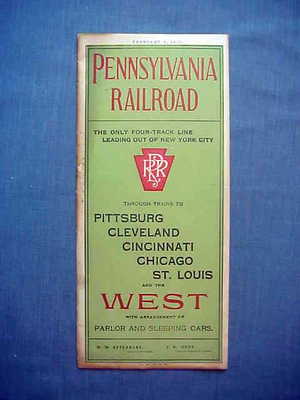 PENNSYLVANIA
RAILROAD
THE ONLY FOUR-TRACK LINE
LEADING OUT OF NEW YORK CITY
PRR
THROUGH TRAINS TO
PITTSBURG
CLEVELAND
CINCINNATI
CHICAGO
ST. LOUIS
AND THE
WEST
WITH ARRANGEMENT OF
PARLOR AND SLEEPING CARS.